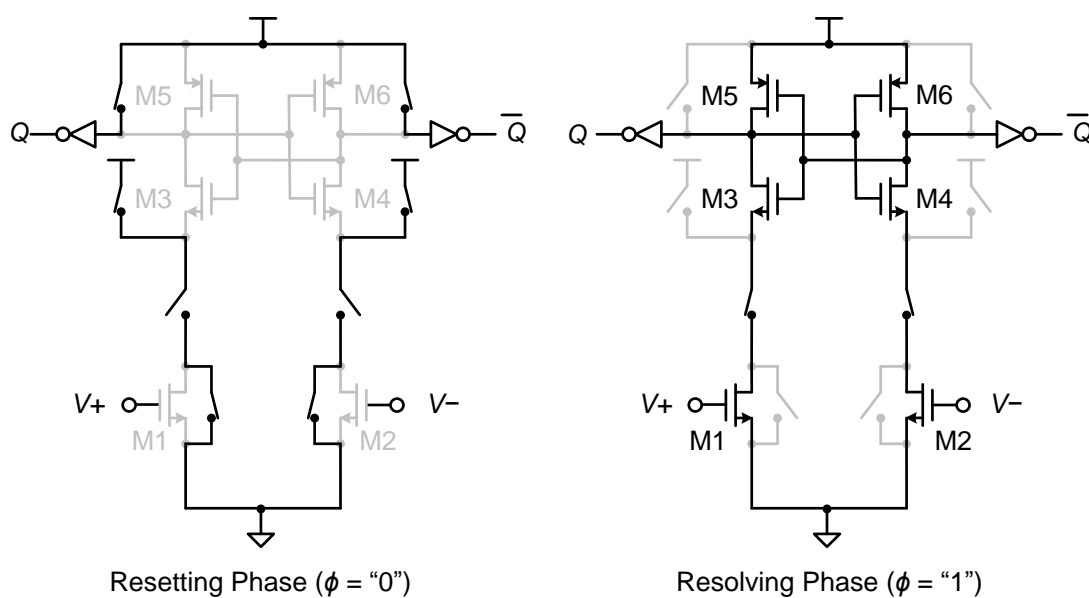 M5 M6
Q Q
M3 M4
V+ V−
M1 M2
Resetting Phase (ϕ = “0”)
M5 M6
Q Q
M3 M4
V+ V−
M1 M2
Resolving Phase (ϕ = “1”)